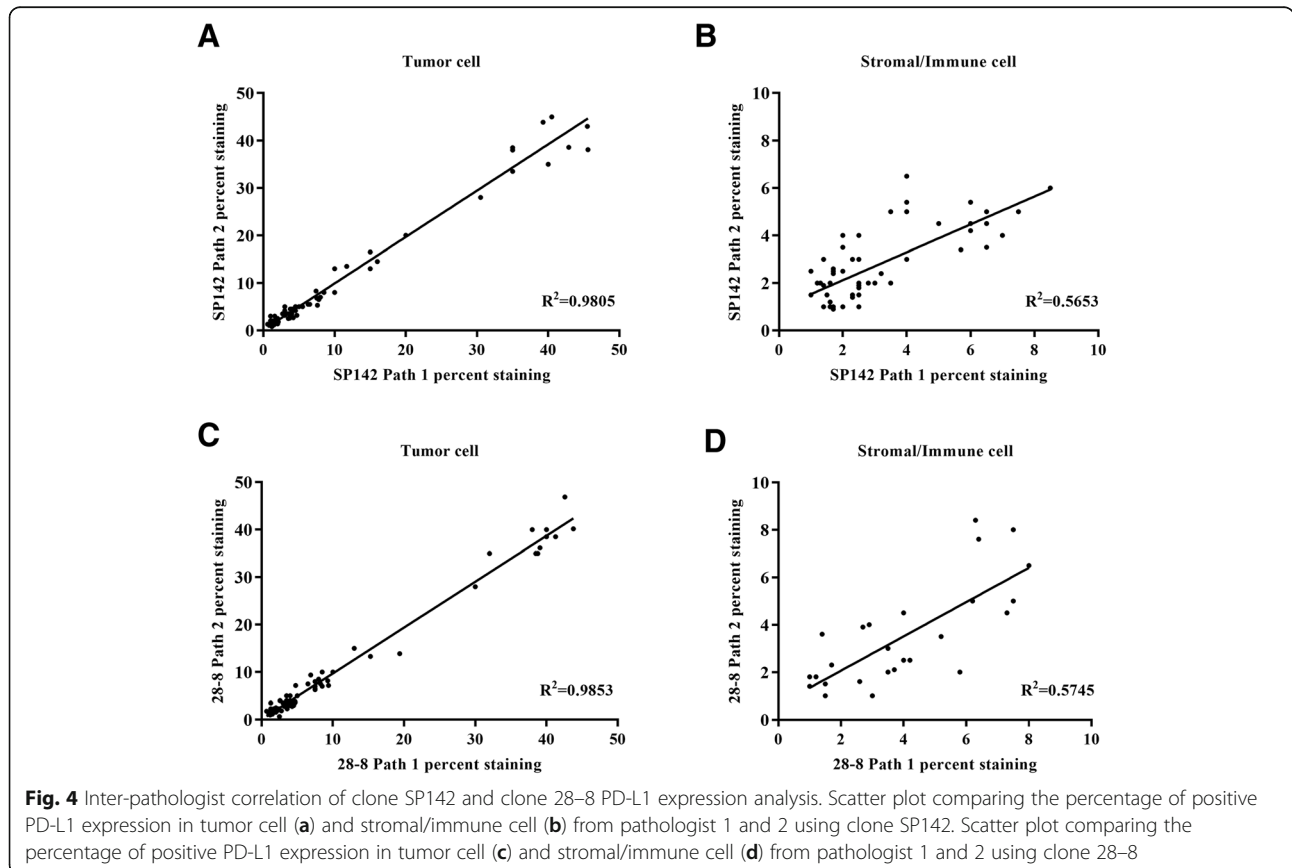 A
Tumor cell
SP142 Path 2 percent staining
50
40
30
20
10
0
R²=0.9805
0 10 20 30 40 50
SP142 Path 1 percent staining
B
Stromal/Immune cell
SP142 Path 2 percent staining
10
8
6
4
2
0
R²=0.5653
0 2 4 6 8 10
SP142 Path 1 percent staining
C
Tumor cell
28-8 Path 2 percent staining
50
40
30
20
10
0
R²=0.9853
0 10 20 30 40 50
28-8 Path 1 percent staining
D
Stromal/Immune cell
28-8 Path 2 percent staining
10
8
6
4
2
0
R²=0.5745
2 4 6 8 10
28-8 Path 1 percent staining
Fig. 4 Inter-pathologist correlation of clone SP142 and clone 28–8 PD-L1 expression analysis. Scatter plot comparing the percentage of positive
PD-L1 expression in tumor cell (a) and stromal/immune cell (b) from pathologist 1 and 2 using clone SP142. Scatter plot comparing the
percentage of positive PD-L1 expression in tumor cell (c) and stromal/immune cell (d) from pathologist 1 and 2 using clone 28–8